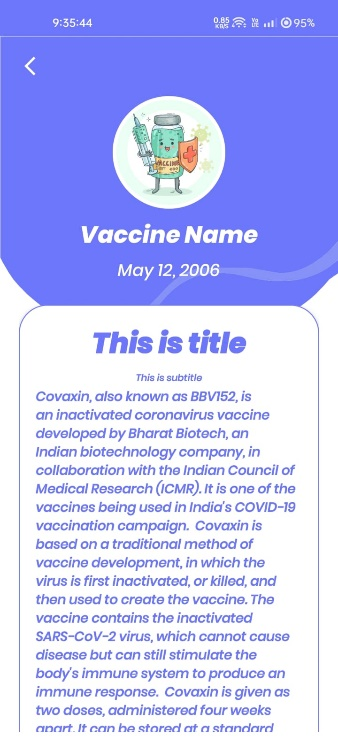 9:35:44
0.85 KB/S
Vo LTE
95%
VACCINE
Vaccine Name
May 12, 2006
This is title
This is subtitle
Covaxin, also known as BBV152, is
an inactivated coronavirus vaccine
developed by Bharat Biotech, an
Indian biotechnology company, in
collaboration with the Indian Council of
Medical Research (ICMR). It is one of the
vaccines being used in India's COVID-19
vaccination campaign.  Covaxin is
based on a traditional method of
vaccine development, in which the
virus is first inactivated, or killed, and
then used to create the vaccine. The
vaccine contains the inactivated
SARS-CoV-2 virus, which cannot cause
disease but can still stimulate the
body's immune system to produce an
immune response.  Covaxin is given as
two doses, administered four weeks
apart. It can be stored at a standard